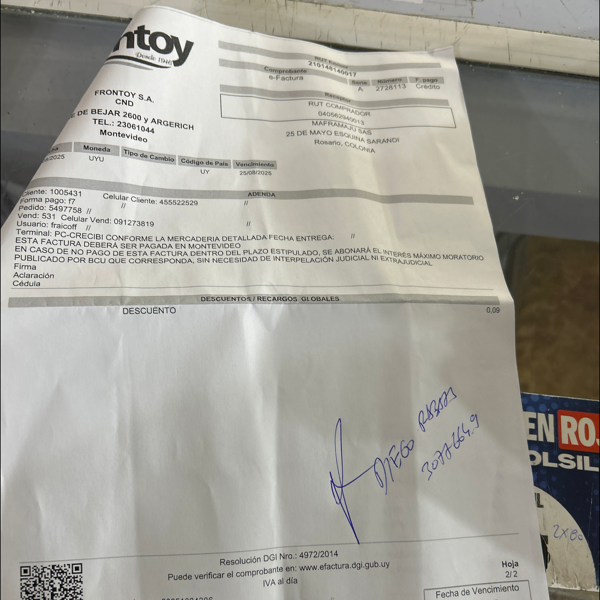 ntoy
Desde 1946
FRONTOY S.A.
CND
DE BEJAR 2600 y ARGERICH
TEL.: 23061044
Montevideo
RUT Emisor
210149140017
Comprobante Serie Número F. pago
e-Factura A 2728113 Crédito
Receptor
RUT COMPRADOR
MAFRAMAJU SAS
25 DE MAYO ESQUINA SARANDI
Rosario, COLONIA
Moneda Tipo de Cambio Código de País Vencimiento
/2025 UYU UY 25/08/2025
ADENDA
Cliente: 1005431 Celular Cliente: 455522529 //
Forma pago: f7 //
Pedido: 5497758 //
Vend: 531 Celular Vend: 091273819 //
Usuario: fraicoff //
Terminal: PC-CRECIBI CONFORME LA MERCADERIA DETALLADA FECHA ENTREGA: //
ESTA FACTURA DEBERÁ SER PAGADA EN MONTEVIDEO
EN CASO DE NO PAGO DE ESTA FACTURA DENTRO DEL PLAZO ESTIPULADO, SE ABONARÁ EL INTERÉS MÁXIMO MORATORIO
PUBLICADO POR BCU QUE CORRESPONDA, SIN NECESIDAD DE INTERPELACIÓN JUDICIAL NI EXTRAJUDICIAL
Firma
Aclaración
Cédula
DESCUENTOS / RECARGOS GLOBALES
DESCUENTO 0,09
DIEGO
3077664.9
EN RO
OLSIL
2X80
Resolución DGI Nro.: 4972/2014
Puede verificar el comprobante en: www.efactura.dgi.gub.uy
IVA al día
Hoja
2/2
Fecha de Vencimiento